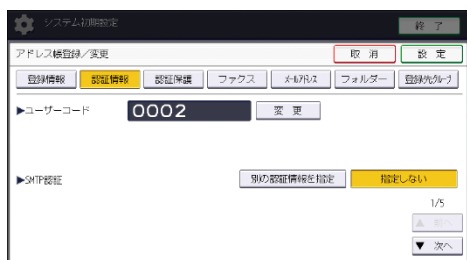 システム初期設定
終 了
アドレス帳登録／変更
取 消
設 定
登録情報
認証情報
認証保護
ファクス
メールアドレス
フォルダー
登録先グループ
▶ユーザーコード
0002
変 更
▶SMTP認証
別の認証情報を指定
指定しない
1/5
▲ 前へ
▼ 次へ